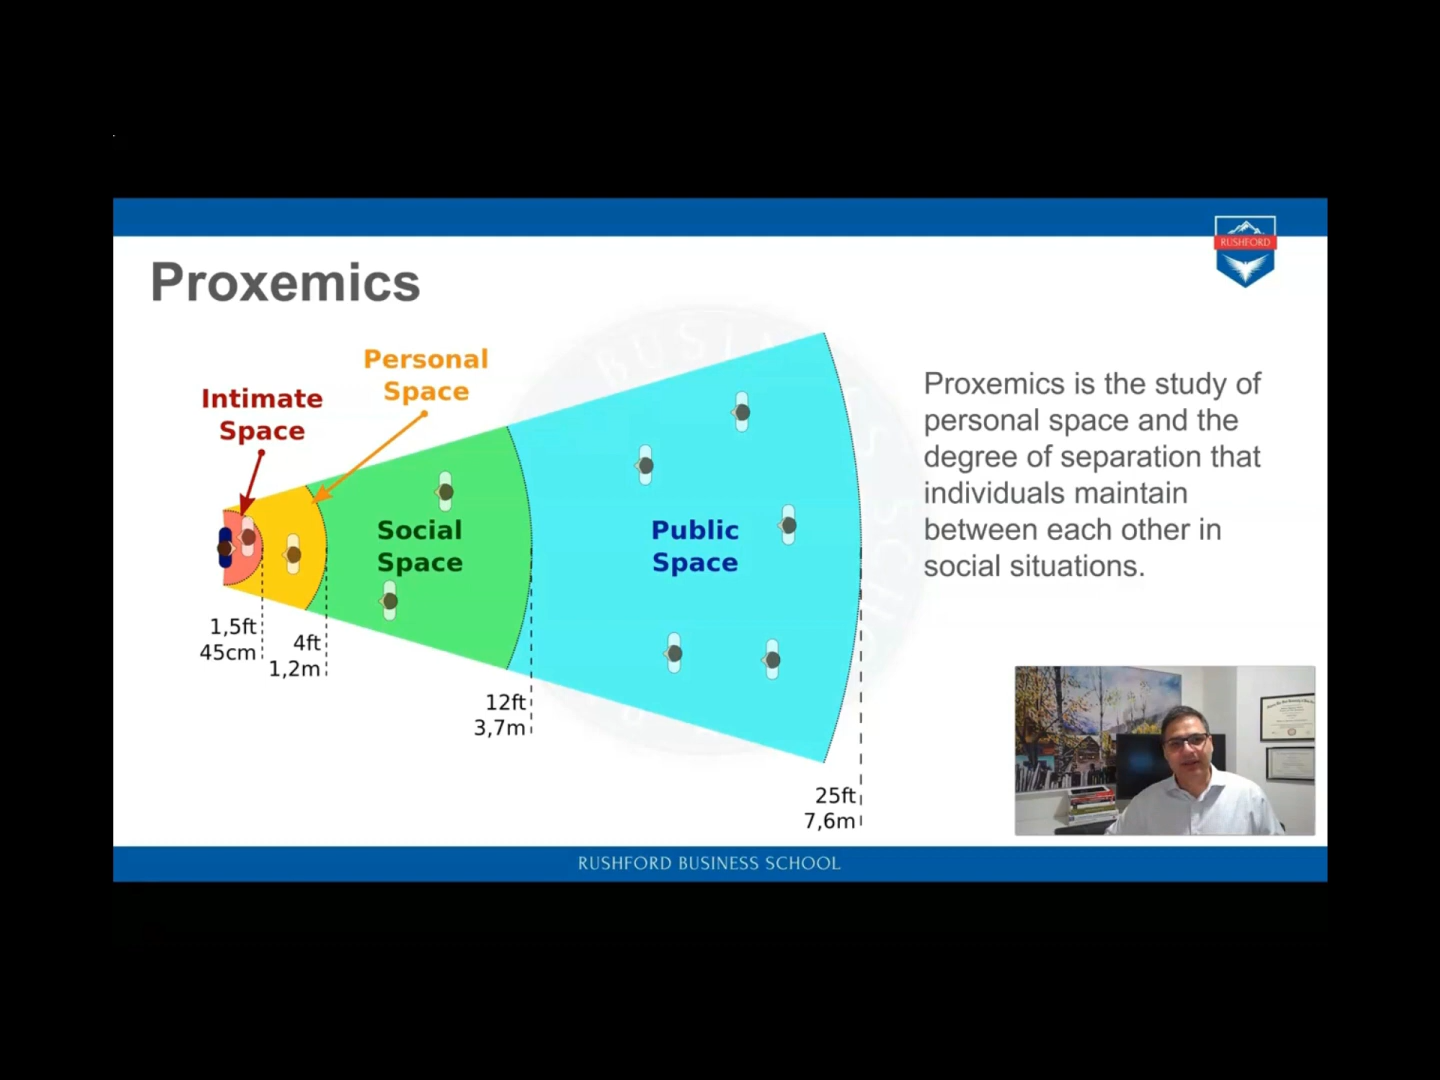 RUSHFORD
Proxemics
Personal
Space
Intimate
Space
Social
Space
Public
Space
1,5ft
45cm
4ft
1,2m
12ft
3,7m
25ft
7,6m
Proxemics is the study of
personal space and the
degree of separation that
individuals maintain
between each other in
social situations.
RUSHFORD BUSINESS SCHOOL